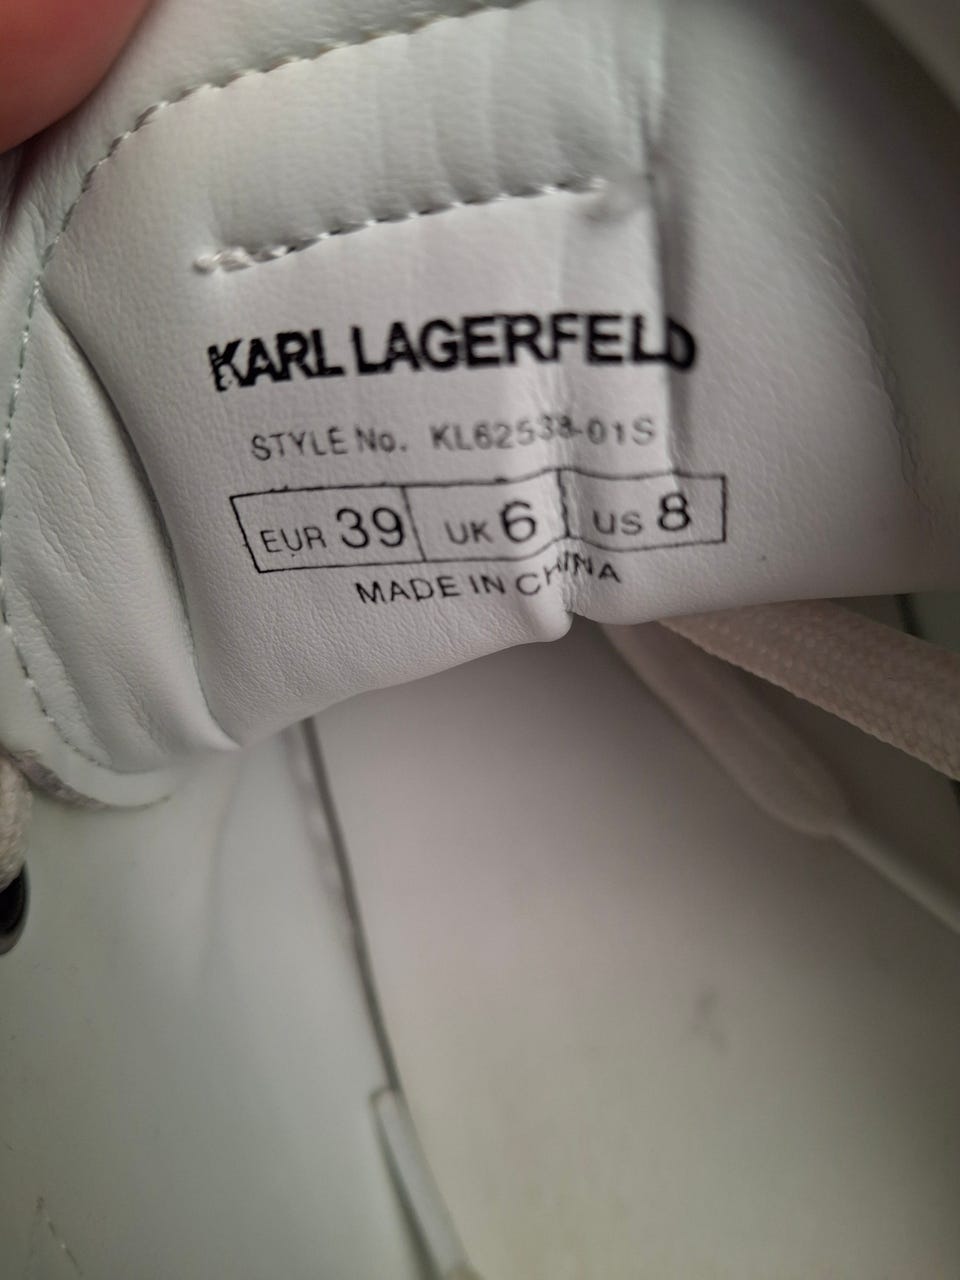 KARL LAGERFELD
STYLE No. KL62538-01S
EUR 39 UK 6 US 8
MADE IN CHINA